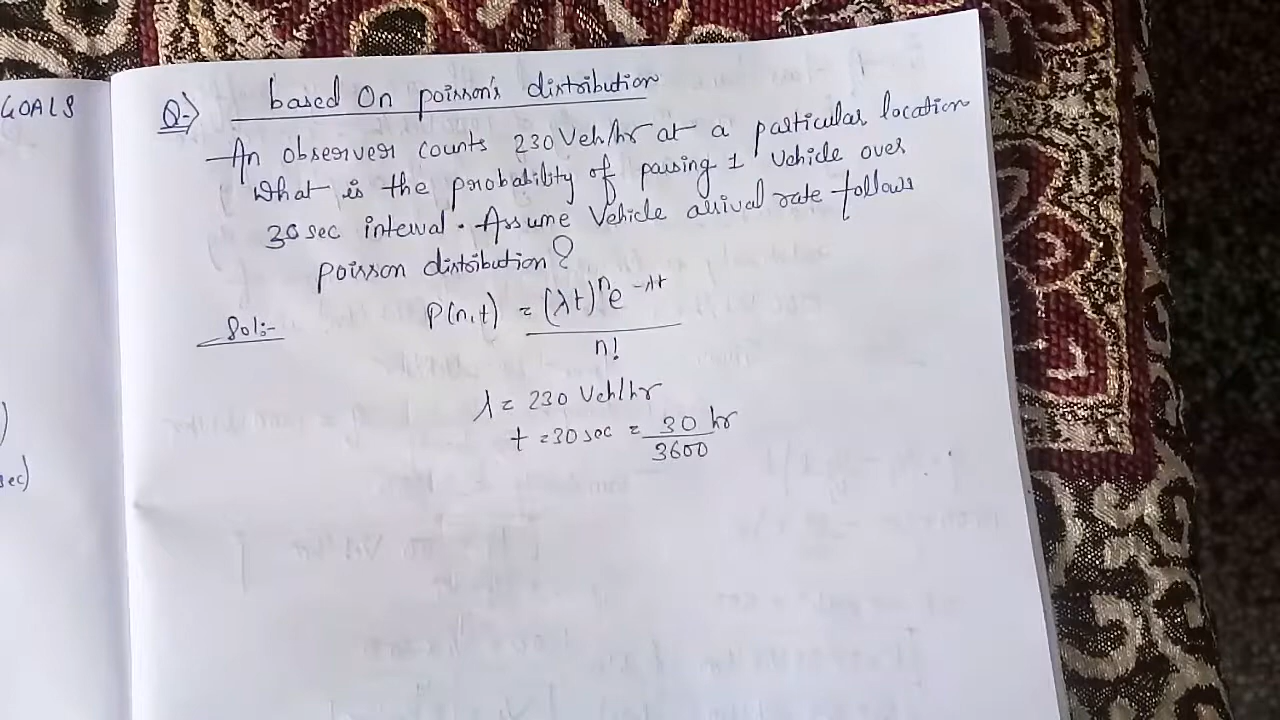 GOALS
Q→ based On poisson's distribution
An observer counts 230 Veh/hr at a particular location
What is the probability of passing 1 Vehicle over
30 sec interval. Assume Vehicle arrival rate follows
poisson distribution?
Sol:- P(n,t) = (λt)^n e^-λt
n!
λ = 230 Veh/hr
t = 30 sec = 30 hr
3600
)
sec)